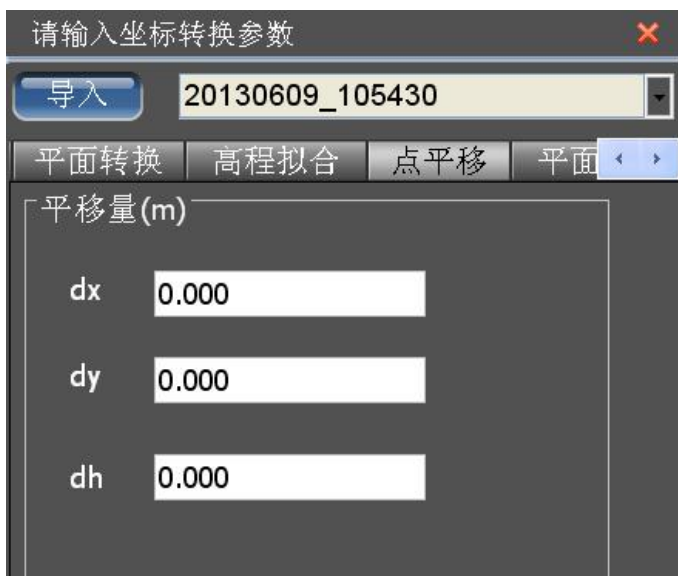 请输入坐标转换参数
导入 20130609_105430
平面转换 高程拟合 点平移 平面
平移量(m)
dx 0.000
dy 0.000
dh 0.000